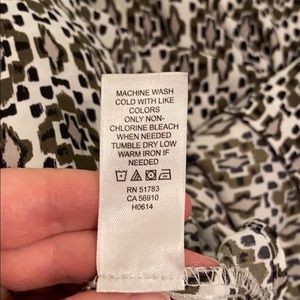 MACHINE WASH
COLD WITH LIKE
COLORS
ONLY NON-
CHLORINE BLEACH
WHEN NEEDED
TUMBLE DRY LOW
WARM IRON IF
NEEDED
RN 51783
CA 56910
H0614